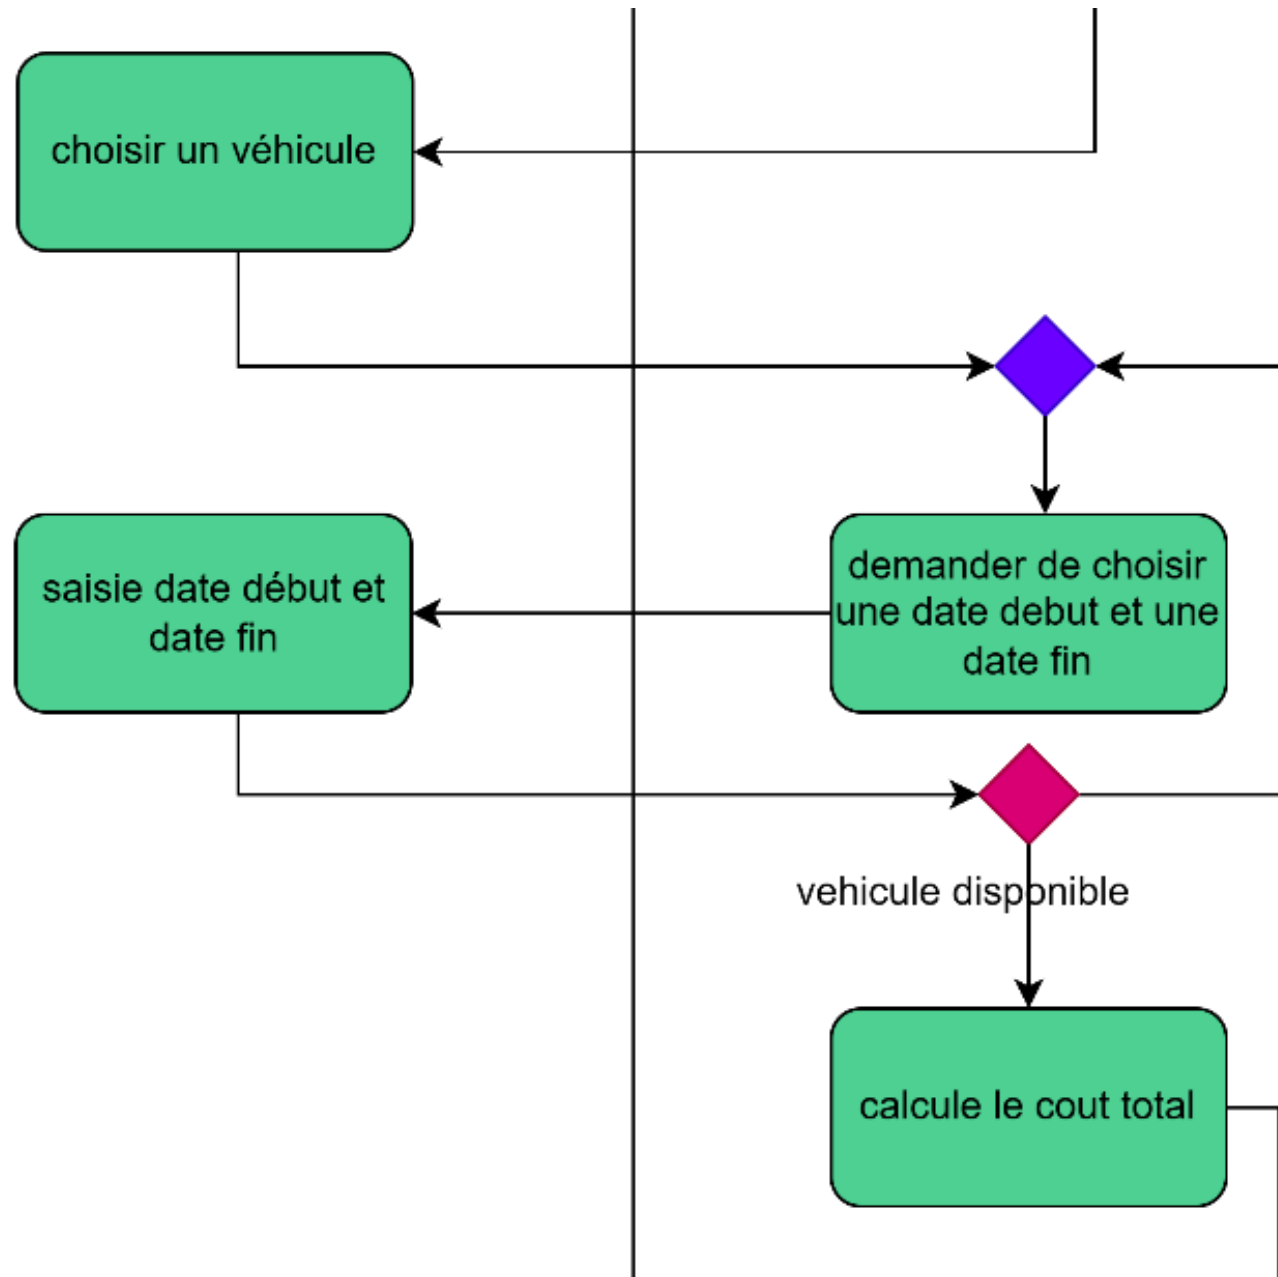 choisir un véhicule
saisie date début et
date fin
demander de choisir
une date debut et une
date fin
vehicule disponible
calcule le cout total